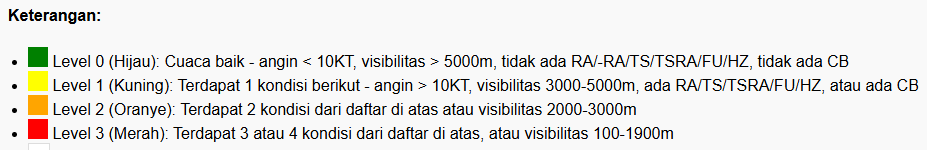 Keterangan:
Level 0 (Hijau): Cuaca baik - angin < 10KT, visibilitas > 5000m, tidak ada RA/-RA/TS/TSRA/FU/HZ, tidak ada CB
Level 1 (Kuning): Terdapat 1 kondisi berikut - angin > 10KT, visibilitas 3000-5000m, ada RA/TS/TSRA/FU/HZ, atau ada CB
Level 2 (Oranye): Terdapat 2 kondisi dari daftar di atas atau visibilitas 2000-3000m
Level 3 (Merah): Terdapat 3 atau 4 kondisi dari daftar di atas, atau visibilitas 100-1900m